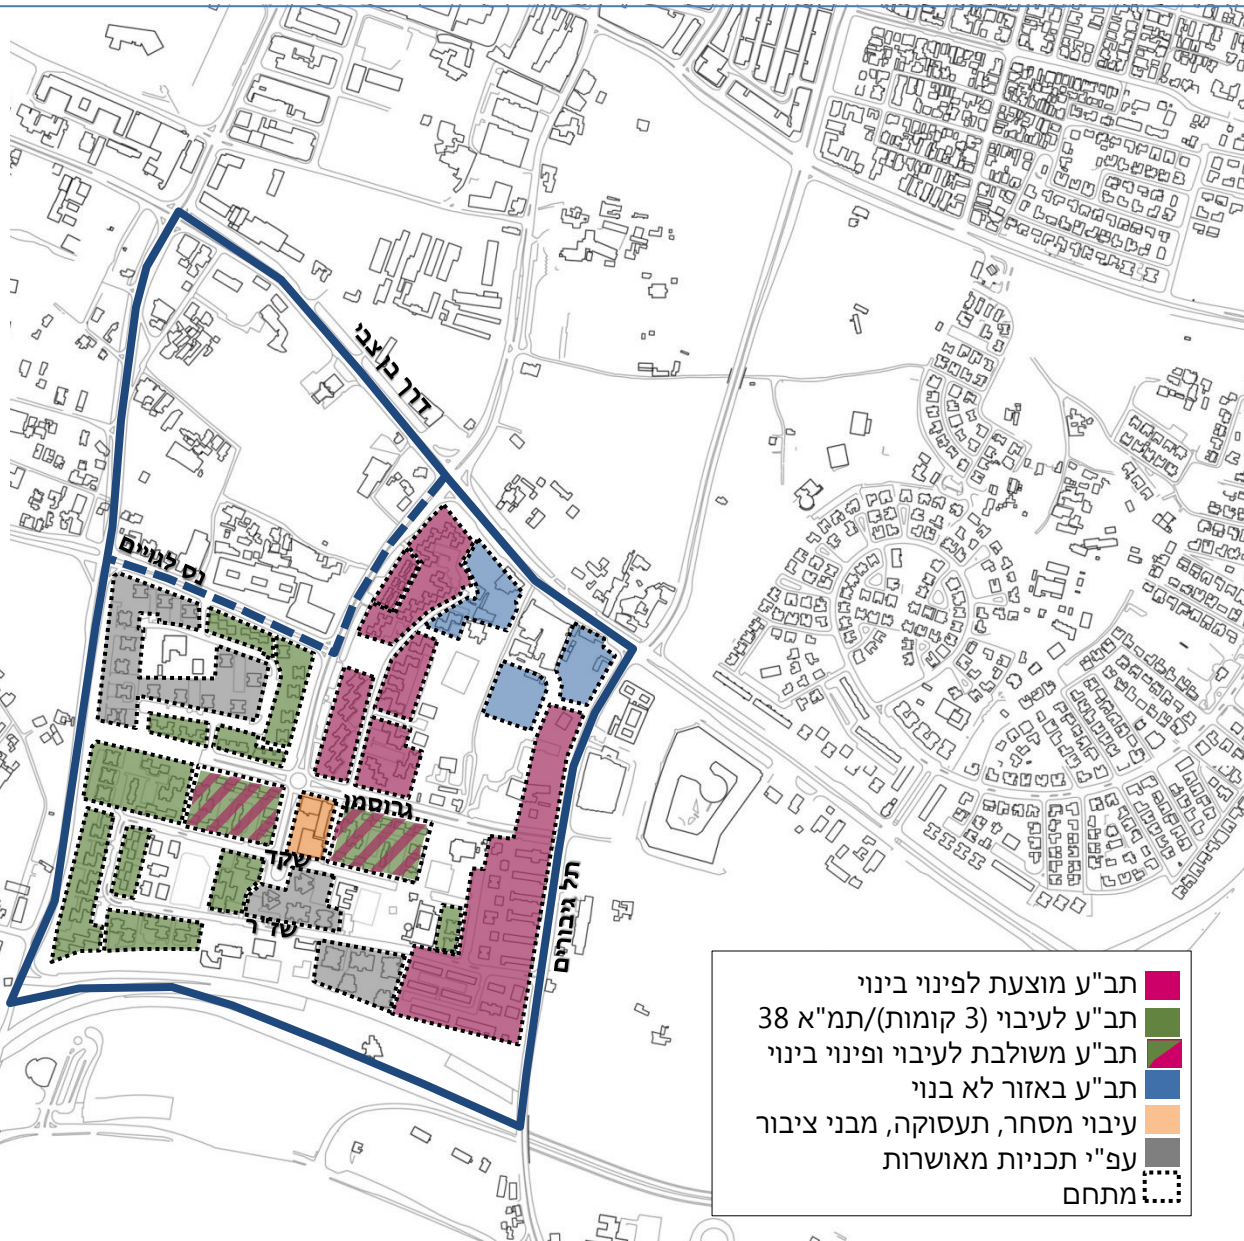 דרך בן צבי
נס לגויים
גרוסמן
שקד
שז"ר
תל גיבורים
תב"ע מוצעת לפינוי בינוי
תב"ע לעיבוי (3 קומות)/תמ"א 38
תב"ע משולבת לעיבוי ופינוי בינוי
תב"ע באזור לא בנוי
עיבוי מסחר, תעסוקה, מבני ציבור
עפ"י תכניות מאושרות
מתחם